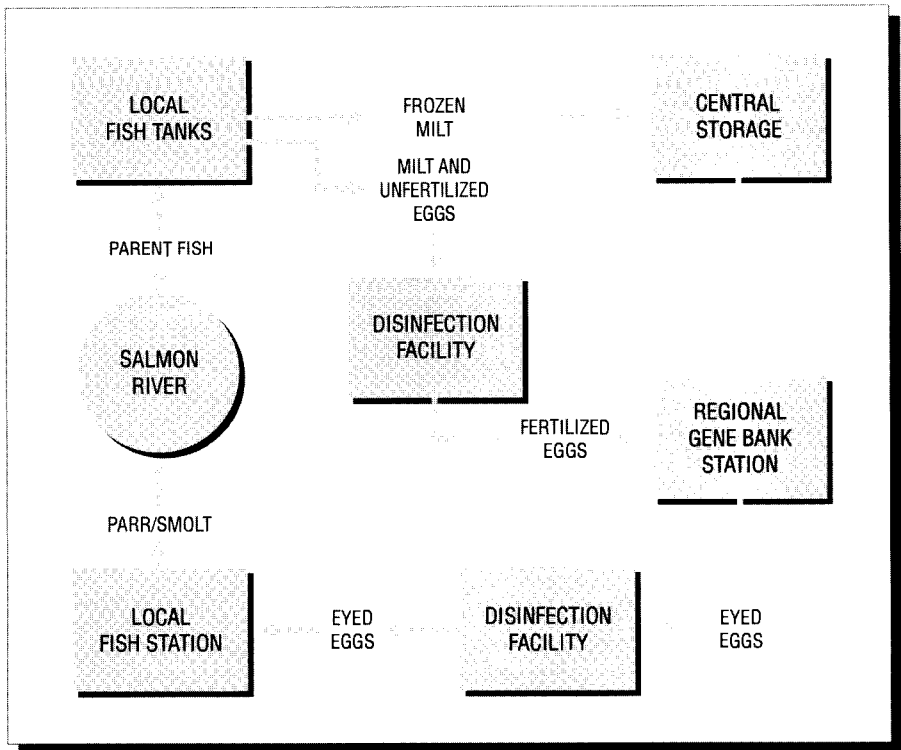 LOCAL
FISH TANKS
FROZEN
MILT
CENTRAL
STORAGE
MILT AND
UNFERTILIZED
EGGS
PARENT FISH
DISINFECTION
FACILITY
SALMON
RIVER
FERTILIZED
EGGS
REGIONAL
GENE BANK
STATION
PARR/SMOLT
LOCAL
FISH STATION
EYED
EGGS
DISINFECTION
FACILITY
EYED
EGGS